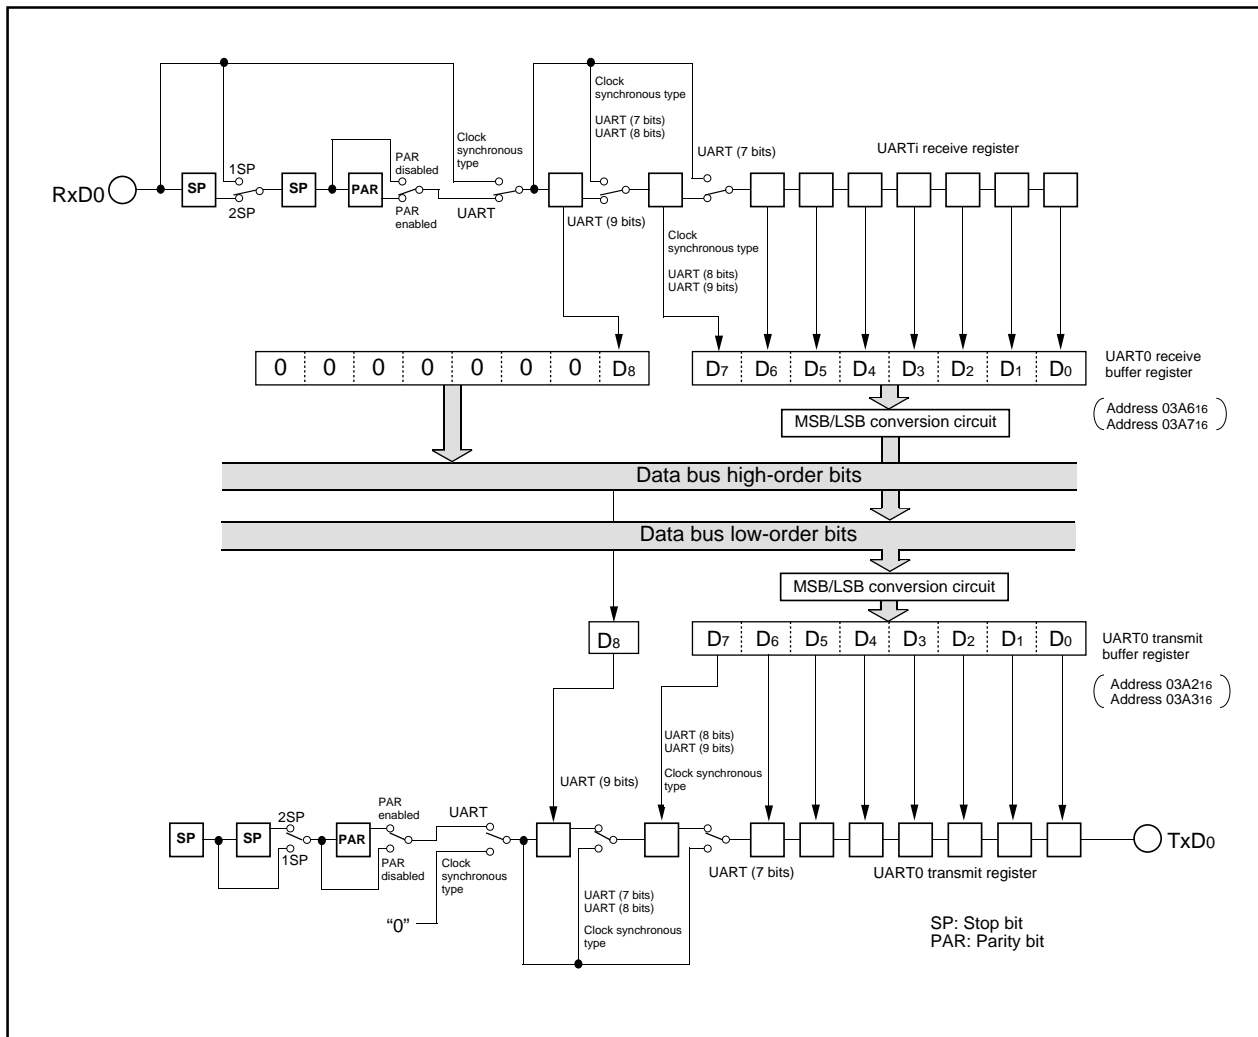 Clock
synchronous type
UART (7 bits)
UART (8 bits)
1SP
PAR
disabled
Clock
synchronous
type
UART (7 bits)
UARTi receive register
RxD0
SP
SP
PAR
2SP
PAR
enabled
UART
UART (9 bits)
Clock
synchronous type
UART (8 bits)
UART (9 bits)
0 0 0 0 0 0 0 D8
D7 D6 D5 D4 D3 D2 D1 D0
UART0 receive
buffer register
Address 03A616
Address 03A716
MSB/LSB conversion circuit
Data bus high-order bits
Data bus low-order bits
MSB/LSB conversion circuit
D8
D7 D6 D5 D4 D3 D2 D1 D0
UART0 transmit
buffer register
Address 03A216
Address 03A316
UART (8 bits)
UART (9 bits)
Clock synchronous
type
UART (9 bits)
2SP
PAR
enabled
UART
SP
SP
PAR
TxD0
1SP
PAR
disabled
Clock
synchronous
type
UART (7 bits)
UART0 transmit register
UART (7 bits)
UART (8 bits)
Clock synchronous
type
“0”
SP: Stop bit
PAR: Parity bit